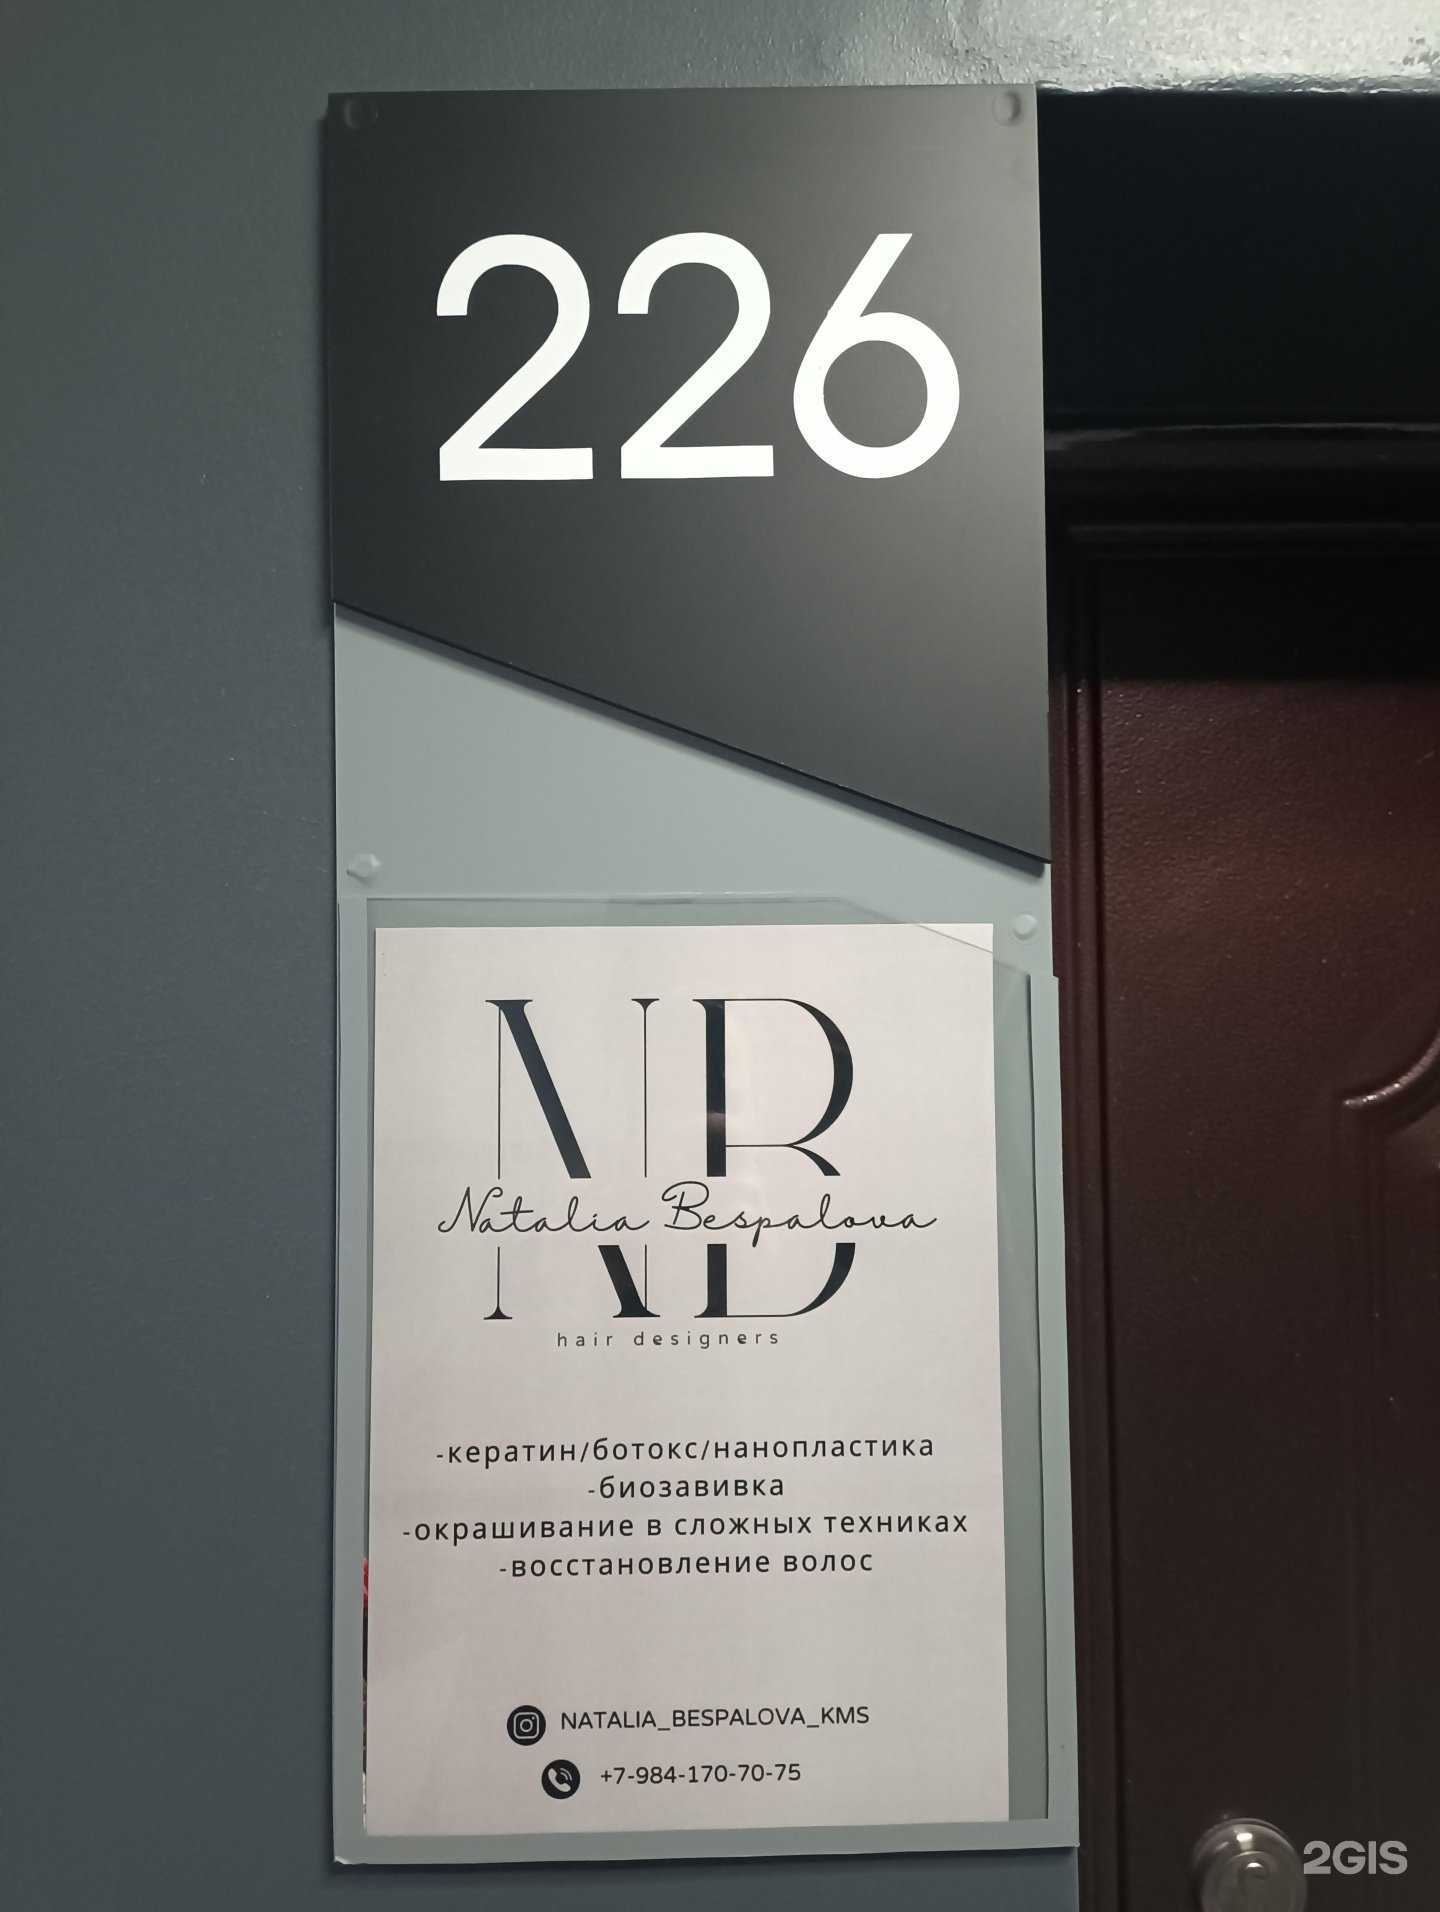 226
NB
Natalia Bespalova
hair designers
-кератин/ботокс/нанопластика
-биозавивка
-окрашивание в сложных техниках
-восстановление волос
NATALIA_BESPALOVA_KMS
+7-984-170-70-75
2GIS